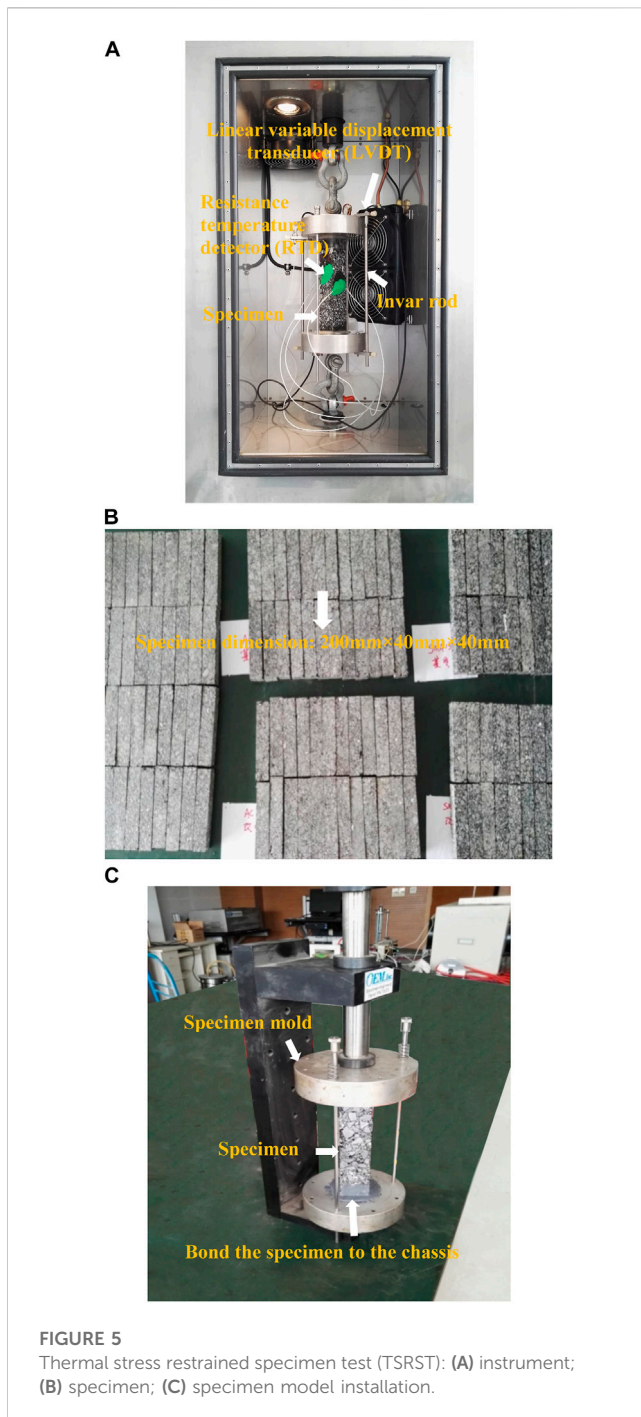 A
Linear variable displacement
transducer (LVDT)
Resistance
temperature
detector (RTD)
Invar rod
Specimen
B
Specimen dimension: 200mm×40mm×40mm
C
OEM, Inc
Specimen mold
Specimen
Bond the specimen to the chassis
FIGURE 5
Thermal stress restrained specimen test (TSRST): (A) instrument;
(B) specimen; (C) specimen model installation.